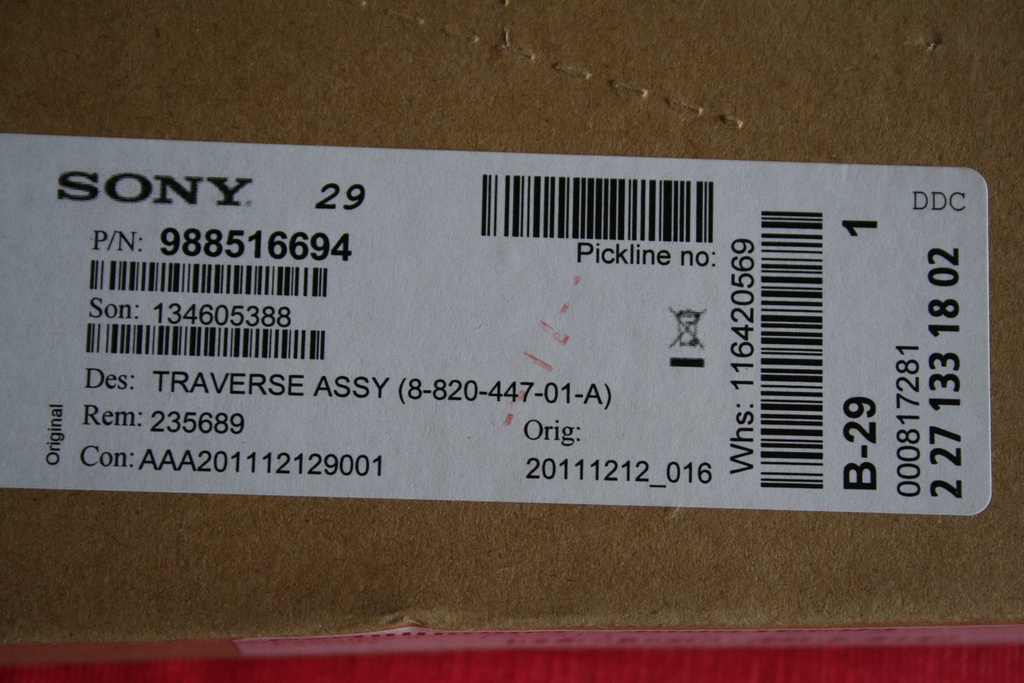 SONY 29
P/N: 988516694
Son: 134605388
Des: TRAVERSE ASSY (8-820-447-01-A)
Rem: 235689
Con: AAA201112129001
Original
Pickline no:
Orig:
20111212_016
Whs: 116420569
B-29 1
000817281
2 227 133 18 02
DDC